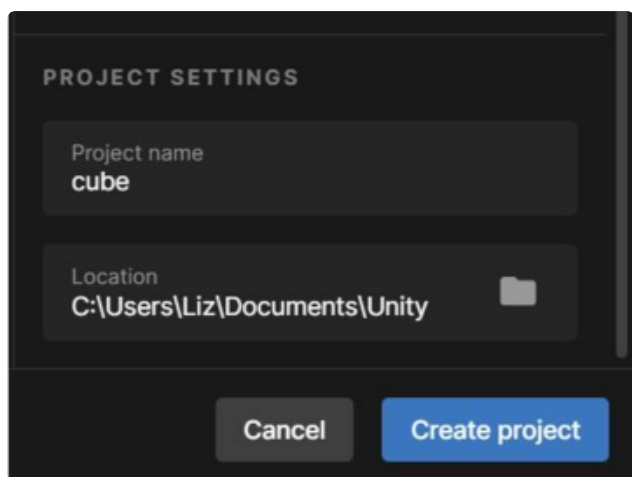 PROJECT SETTINGS
Project name
cube
Location
C:\Users\Liz\Documents\Unity
Cancel
Create project